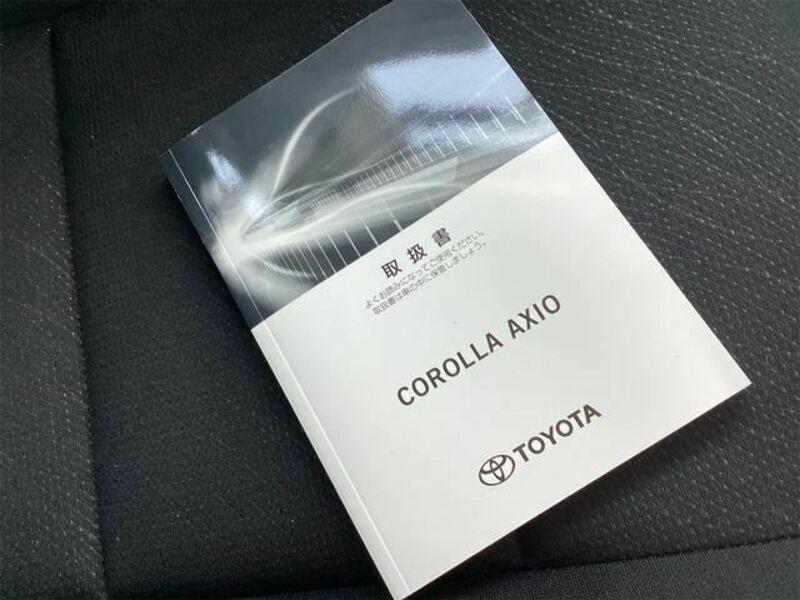 取扱書
よくお読みになってご使用ください。
取扱書は車の中に保管しましょう。
COROLLA AXIO
TOYOTA